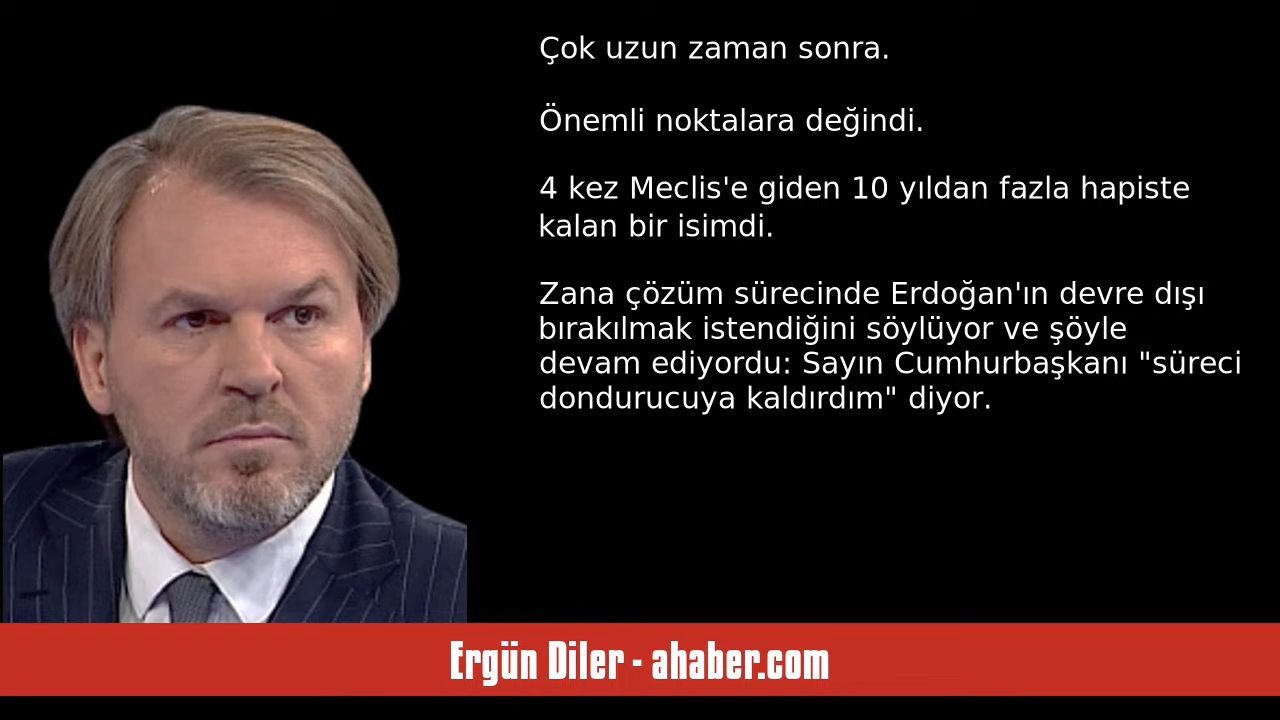 Çok uzun zaman sonra.
Önemli noktalara değindi.
4 kez Meclis'e giden 10 yıldan fazla hapiste
kalan bir isimdi.
Zana çözüm sürecinde Erdoğan'ın devre dışı
bırakılmak istendiğini söylüyor ve şöyle
devam ediyordu: Sayın Cumhurbaşkanı "süreci
dondurucuya kaldırdım" diyor.
Ergün Diler - ahaber.com